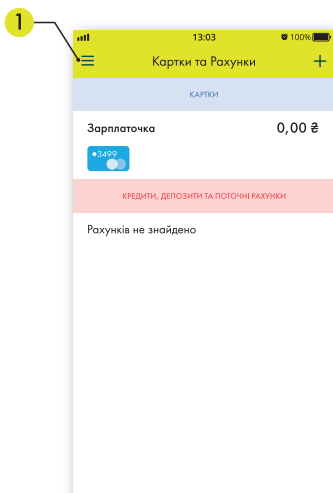 1
13:03
100%
Картки та Рахунки
КАРТКИ
Зарплаточка
0,00 ₴
3499
КРЕДИТИ, ДЕПОЗИТИ ТА ПОТОЧНІ РАХУНКИ
Рахунків не знайдено